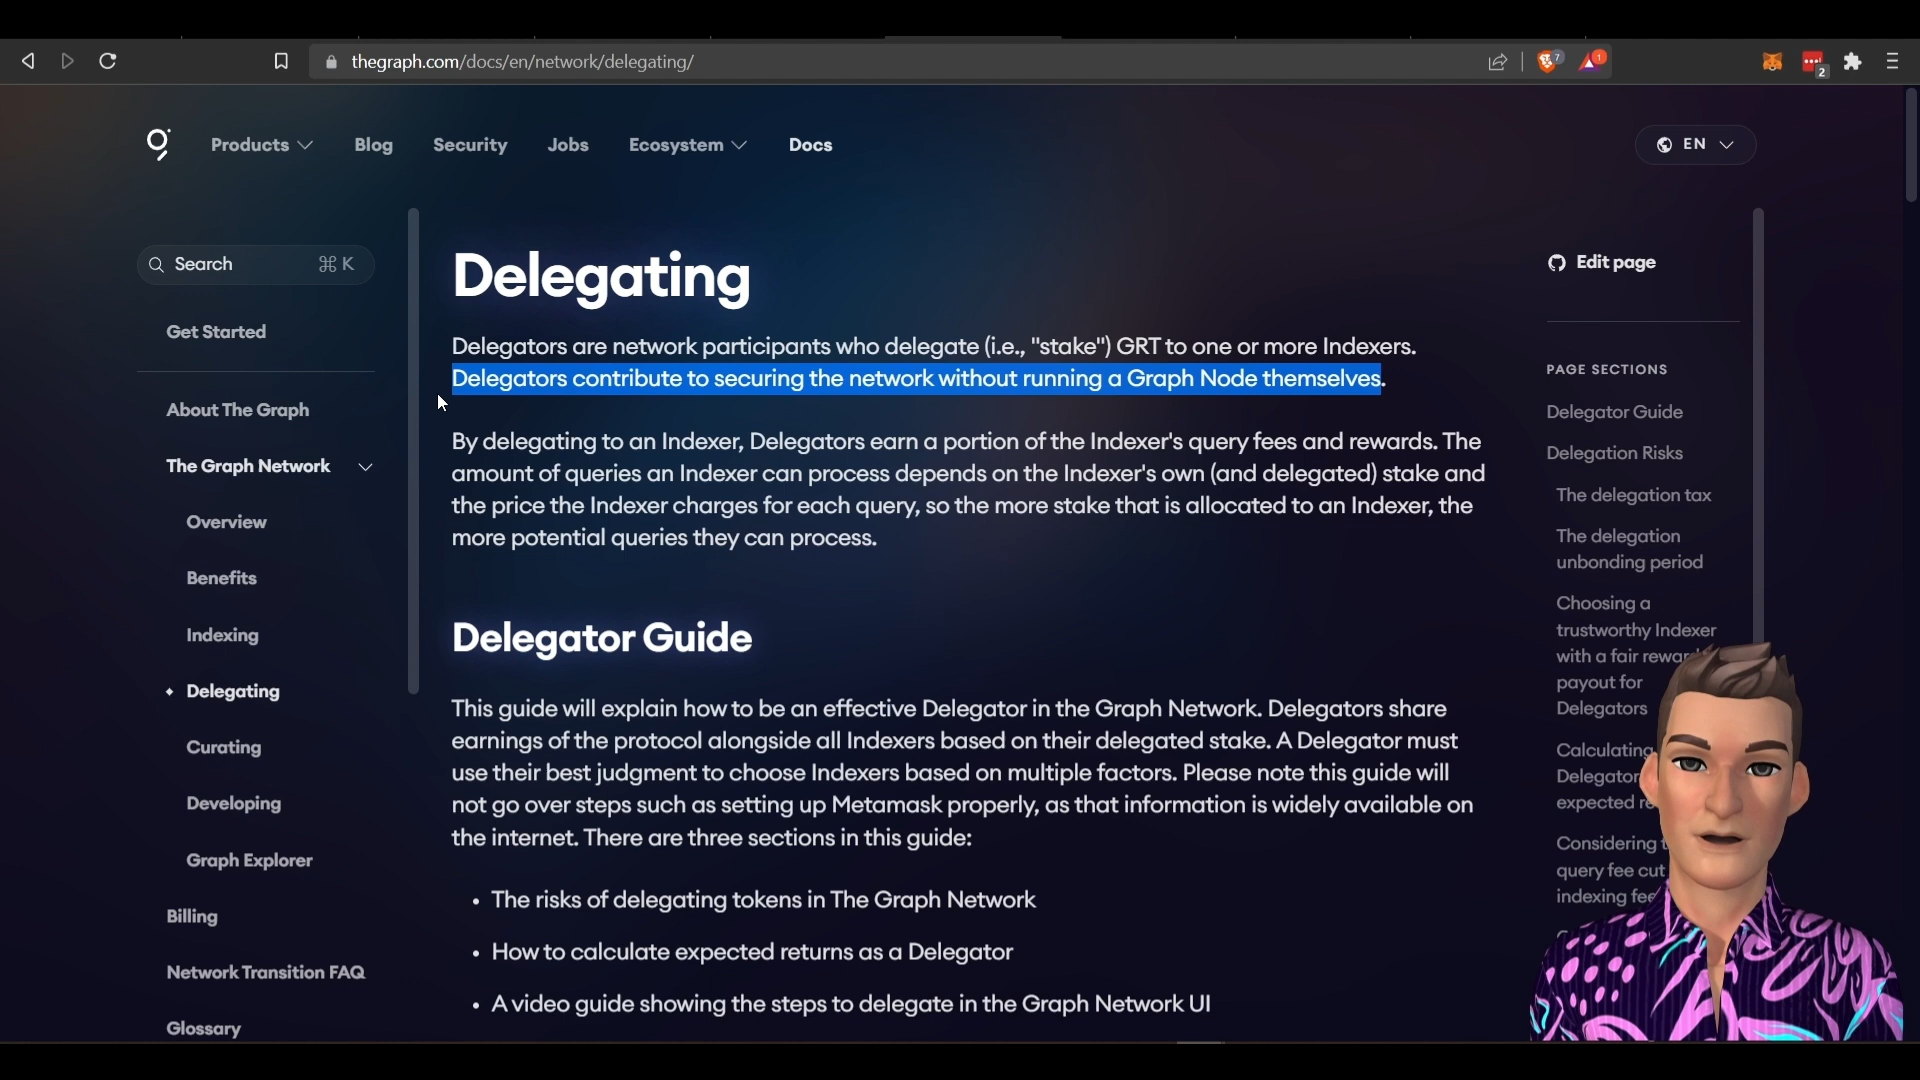 thegraph.com/docs/en/network/delegating/
7
1
2
Products
Blog
Security
Jobs
Ecosystem
Docs
EN
Search
⌘ K
Get Started
About The Graph
The Graph Network
Overview
Benefits
Indexing
Delegating
Curating
Developing
Graph Explorer
Billing
Network Transition FAQ
Glossary
Delegating
Delegators are network participants who delegate (i.e., "stake") GRT to one or more Indexers.
Delegators contribute to securing the network without running a Graph Node themselves.
By delegating to an Indexer, Delegators earn a portion of the Indexer's query fees and rewards. The
amount of queries an Indexer can process depends on the Indexer's own (and delegated) stake and
the price the Indexer charges for each query, so the more stake that is allocated to an Indexer, the
more potential queries they can process.
Delegator Guide
This guide will explain how to be an effective Delegator in the Graph Network. Delegators share
earnings of the protocol alongside all Indexers based on their delegated stake. A Delegator must
use their best judgment to choose Indexers based on multiple factors. Please note this guide will
not go over steps such as setting up Metamask properly, as that information is widely available on
the internet. There are three sections in this guide:
• The risks of delegating tokens in The Graph Network
• How to calculate expected returns as a Delegator
• A video guide showing the steps to delegate in the Graph Network UI
Edit page
PAGE SECTIONS
Delegator Guide
Delegation Risks
The delegation tax
The delegation
unbonding period
Choosing a
trustworthy Indexer
with a fair
payout for
Delegators
Calculating
expected
Considering
query fee cut
indexing